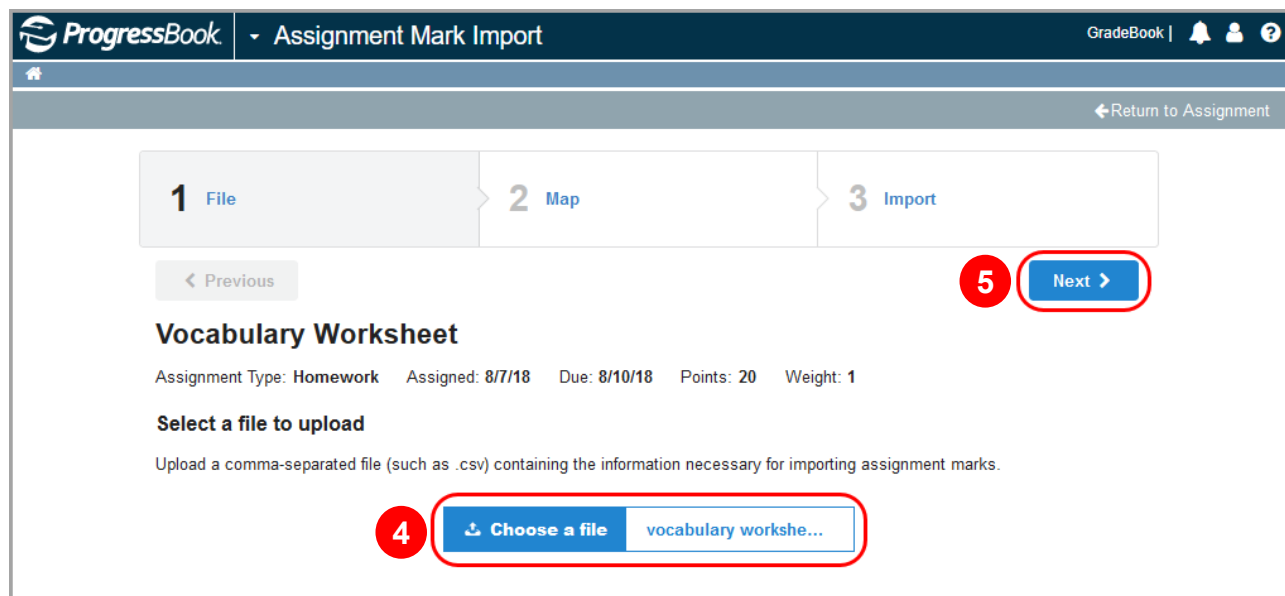 ProgressBook Assignment Mark Import GradeBook |
Return to Assignment
1 File 2 Map 3 Import
Previous 5 Next
Vocabulary Worksheet
Assignment Type: Homework Assigned: 8/7/18 Due: 8/10/18 Points: 20 Weight: 1
Select a file to upload
Upload a comma-separated file (such as .csv) containing the information necessary for importing assignment marks.
4 Choose a file vocabulary workshe...